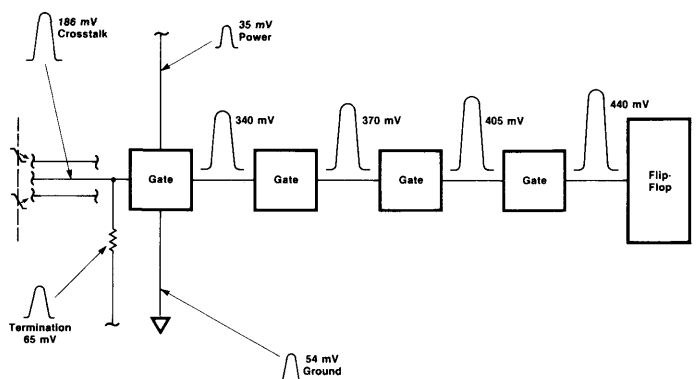 186 mV
Crosstalk
35 mV
Power
340 mV
370 mV
405 mV
440 mV
Gate
Gate
Gate
Gate
Flip-
Flop
Termination
65 mV
54 mV
Ground